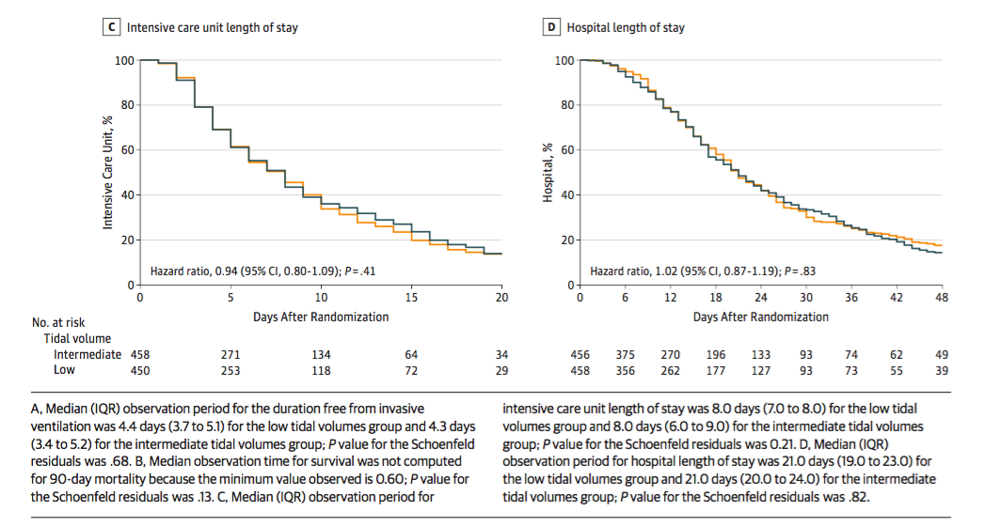 C Intensive care unit length of stay
100
80
60
40
20
0
Intensive Care Unit, %
Hazard ratio, 0.94 (95% CI, 0.80-1.09); P=.41
0 5 10 15 20
Days After Randomization
D Hospital length of stay
100
80
60
40
20
0
Hospital, %
Hazard ratio, 1.02 (95% CI, 0.87-1.19); P=.83
0 6 12 18 24 30 36 42 48
Days After Randomization
No. at risk
Tidal volume
Intermediate 458 271 134 64 34 456 375 270 196 133 93 74 62 49
Low 450 253 118 72 29 458 356 262 177 127 93 73 55 39
A, Median (IQR) observation period for the duration free from invasive
ventilation was 4.4 days (3.7 to 5.1) for the low tidal volumes group and 4.3 days
(3.4 to 5.2) for the intermediate tidal volumes group; P value for the Schoenfeld
residuals was .68. B, Median observation time for survival was not computed
for 90-day mortality because the minimum value observed is 0.60; P value for
the Schoenfeld residuals was .13. C, Median (IQR) observation period for
intensive care unit length of stay was 8.0 days (7.0 to 8.0) for the low tidal
volumes group and 8.0 days (6.0 to 9.0) for the intermediate tidal volumes
group; P value for the Schoenfeld residuals was 0.21. D, Median (IQR)
observation period for hospital length of stay was 21.0 days (19.0 to 23.0) for
the low tidal volumes group and 21.0 days (20.0 to 24.0) for the intermediate
tidal volumes group; P value for the Schoenfeld residuals was .82.